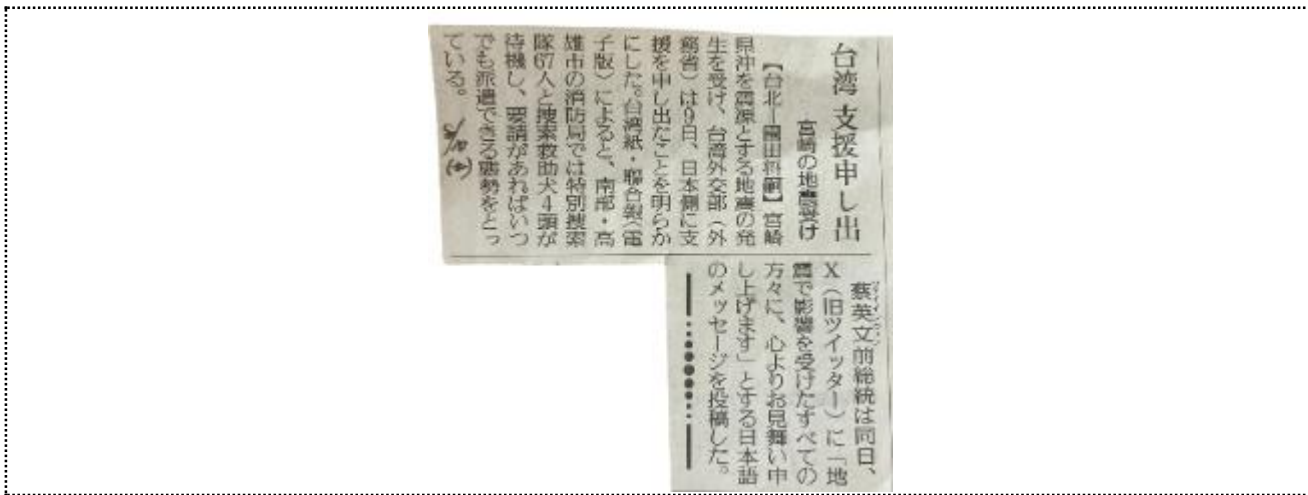 台湾 支援申し出
宮崎の地震受け
【台北＝園田将嗣】宮崎
県沖を震源とする地震の発
生を受け、台湾外交部（外
務省）は9日、日本側に支
援を申し出たことを明らか
にした。台湾紙・聯合報（電
子版）によると、南部・高
雄市の消防局では特別捜索
隊67人と捜索救助犬4頭が
待機し、要請があればいつ
でも派遣できる態勢をとっ
ている。
8/10
蔡英文前総統は同日、
X（旧ツイッター）に「地
震で影響を受けたすべての
方々に、心よりお見舞い申
し上げます」とする日本語
のメッセージを投稿した。